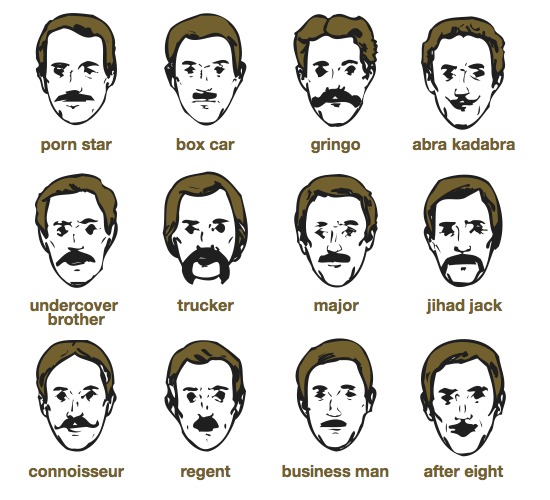 porn star
box car
gringo
abra kadabra
undercover
brother
trucker
major
jihad jack
connoisseur
regent
business man
after eight